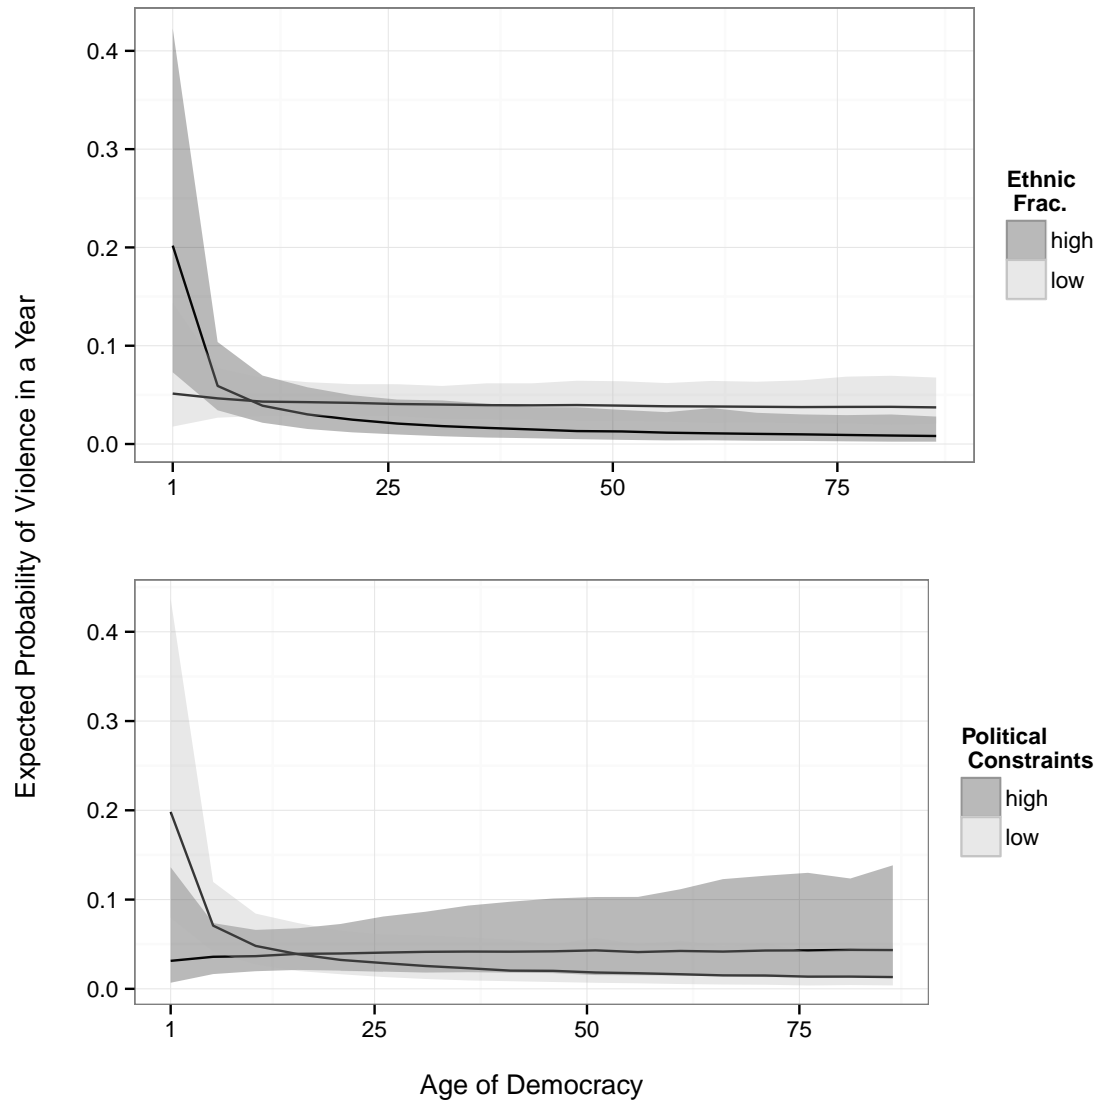 Expected Probability of Violence in a Year
0.4
0.3
0.2
0.1
0.0
1 25 50 75
Ethnic
Frac.
high
low
0.4
0.3
0.2
0.1
0.0
1 25 50 75
Political
Constraints
high
low
Age of Democracy